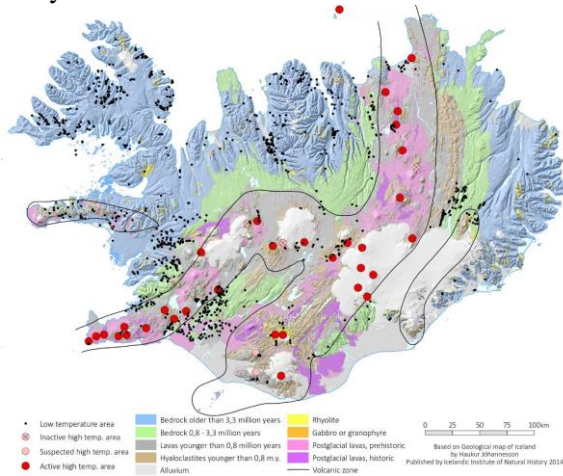 Low temperature area
Inactive high temp. area
Suspected high temp. area
Active high temp. area
Bedrock older than 3,3 million years
Bedrock 0,8 - 3,3 million years
Lavas younger than 0,8 million years
Hyaloclastites younger than 0,8 m.y.
Alluvium
Rhyolite
Gabbro or granophyre
Postglacial lavas, prehistoric
Postglacial lavas, historic
Volcanic zone
0 25 50 75 100km
Based on Geological map of Iceland
by Haukur Jóhannesson
Published by Icelandic Institute of Natural History 2014